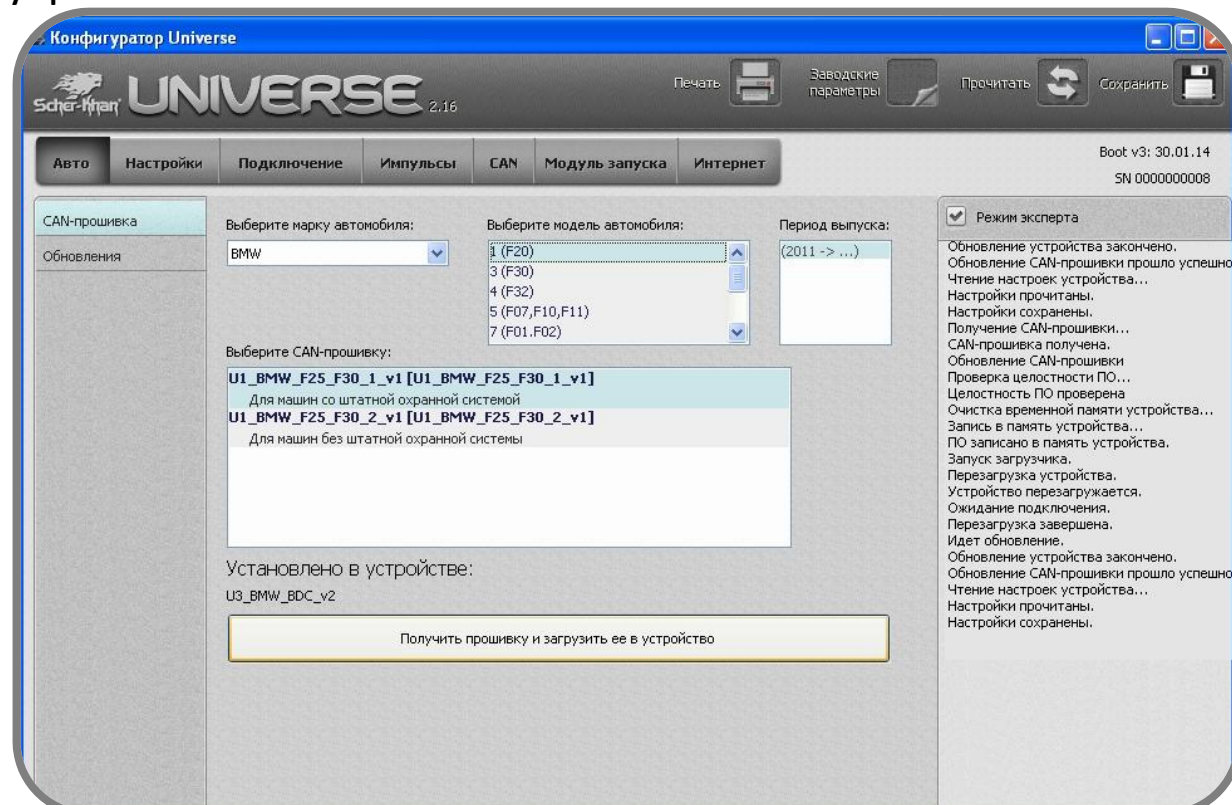 Конфигуратор Universe
Scher-Khan UNIVERSE 2.16
Печать
Заводские
параметры
Прочитать
Сохранить
Авто
Настройки
Подключение
Импульсы
CAN
Модуль запуска
Интернет
Boot v3: 30.01.14
SN 0000000008
CAN-прошивка
Обновления
Выберите марку автомобиля:
BMW
Выберите модель автомобиля:
1 (F20)
3 (F30)
4 (F32)
5 (F07,F10,F11)
7 (F01.F02)
Период выпуска:
(2011 -> ...)
Выберите CAN-прошивку:
U1_BMW_F25_F30_1_v1 [U1_BMW_F25_F30_1_v1]
Для машин со штатной охранной системой
U1_BMW_F25_F30_2_v1 [U1_BMW_F25_F30_2_v1]
Для машин без штатной охранной системы
Установлено в устройстве:
U3_BMW_BDC_v2
Получить прошивку и загрузить ее в устройство
Режим эксперта
Обновление устройства закончено.
Обновление CAN-прошивки прошло успешно
Чтение настроек устройства...
Настройки прочитаны.
Настройки сохранены.
Получение CAN-прошивки...
CAN-прошивка получена.
Обновление CAN-прошивки
Проверка целостности ПО...
Целостность ПО проверена
Очистка временной памяти устройства...
Запись в память устройства...
ПО записано в память устройства.
Запуск загрузчика.
Перезагрузка устройства.
Устройство перезагружается.
Ожидание подключения.
Перезагрузка завершена.
Идет обновление.
Обновление устройства закончено.
Обновление CAN-прошивки прошло успешно
Чтение настроек устройства...
Настройки прочитаны.
Настройки сохранены.